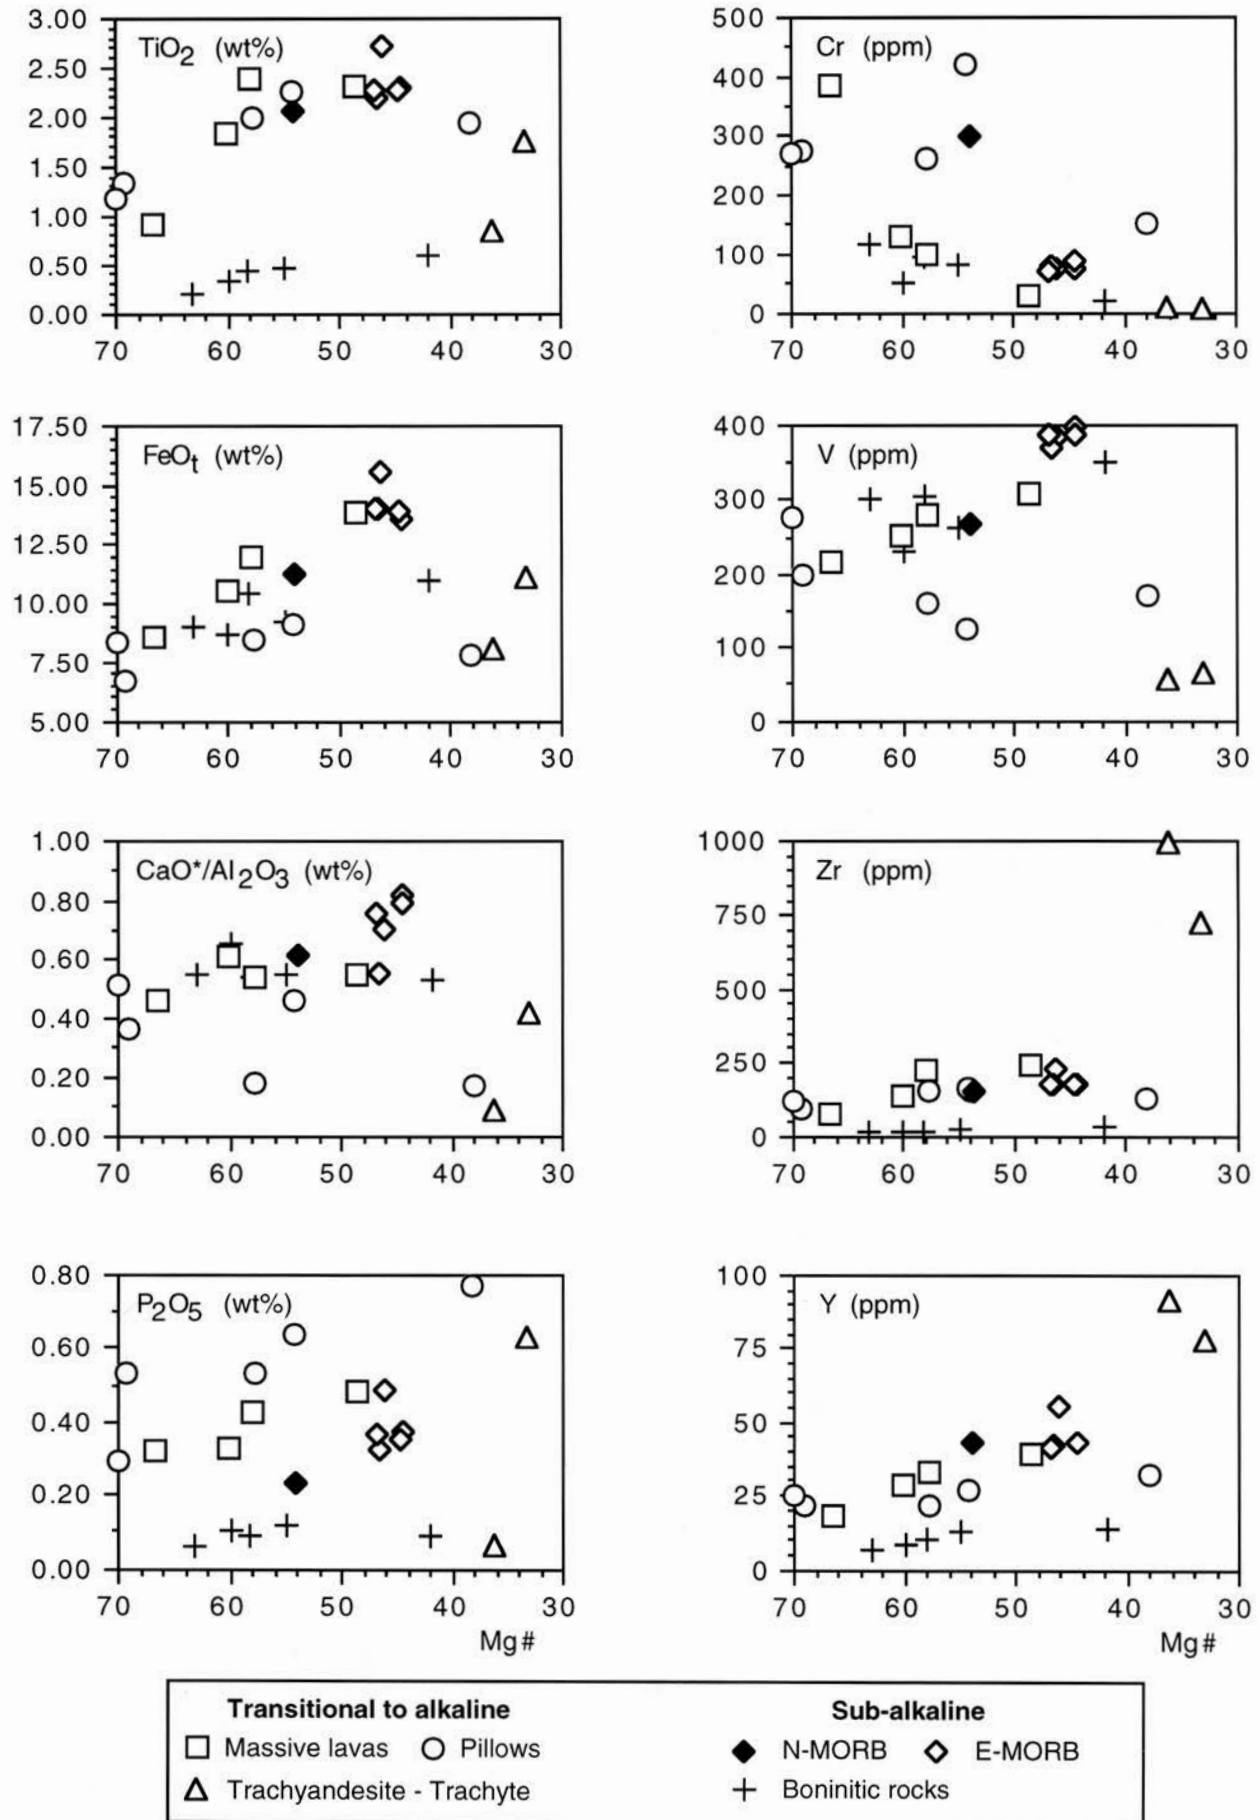 TiO2 (wt%)
3.00
2.50
2.00
1.50
1.00
0.50
0.00
70 60 50 40 30
Cr (ppm)
500
400
300
200
100
0
70 60 50 40 30
FeOt (wt%)
17.50
15.00
12.50
10.00
7.50
5.00
70 60 50 40 30
V (ppm)
400
300
200
100
0
70 60 50 40 30
CaO*/Al2O3 (wt%)
1.00
0.80
0.60
0.40
0.20
0.00
70 60 50 40 30
Zr (ppm)
1000
750
500
250
0
70 60 50 40 30
P2O5 (wt%)
0.80
0.60
0.40
0.20
0.00
70 60 50 40 30
Mg#
Y (ppm)
100
75
50
25
0
70 60 50 40 30
Mg#
Transitional to alkaline
Massive lavas Pillows
Trachyandesite - Trachyte
Sub-alkaline
N-MORB E-MORB
Boninitic rocks